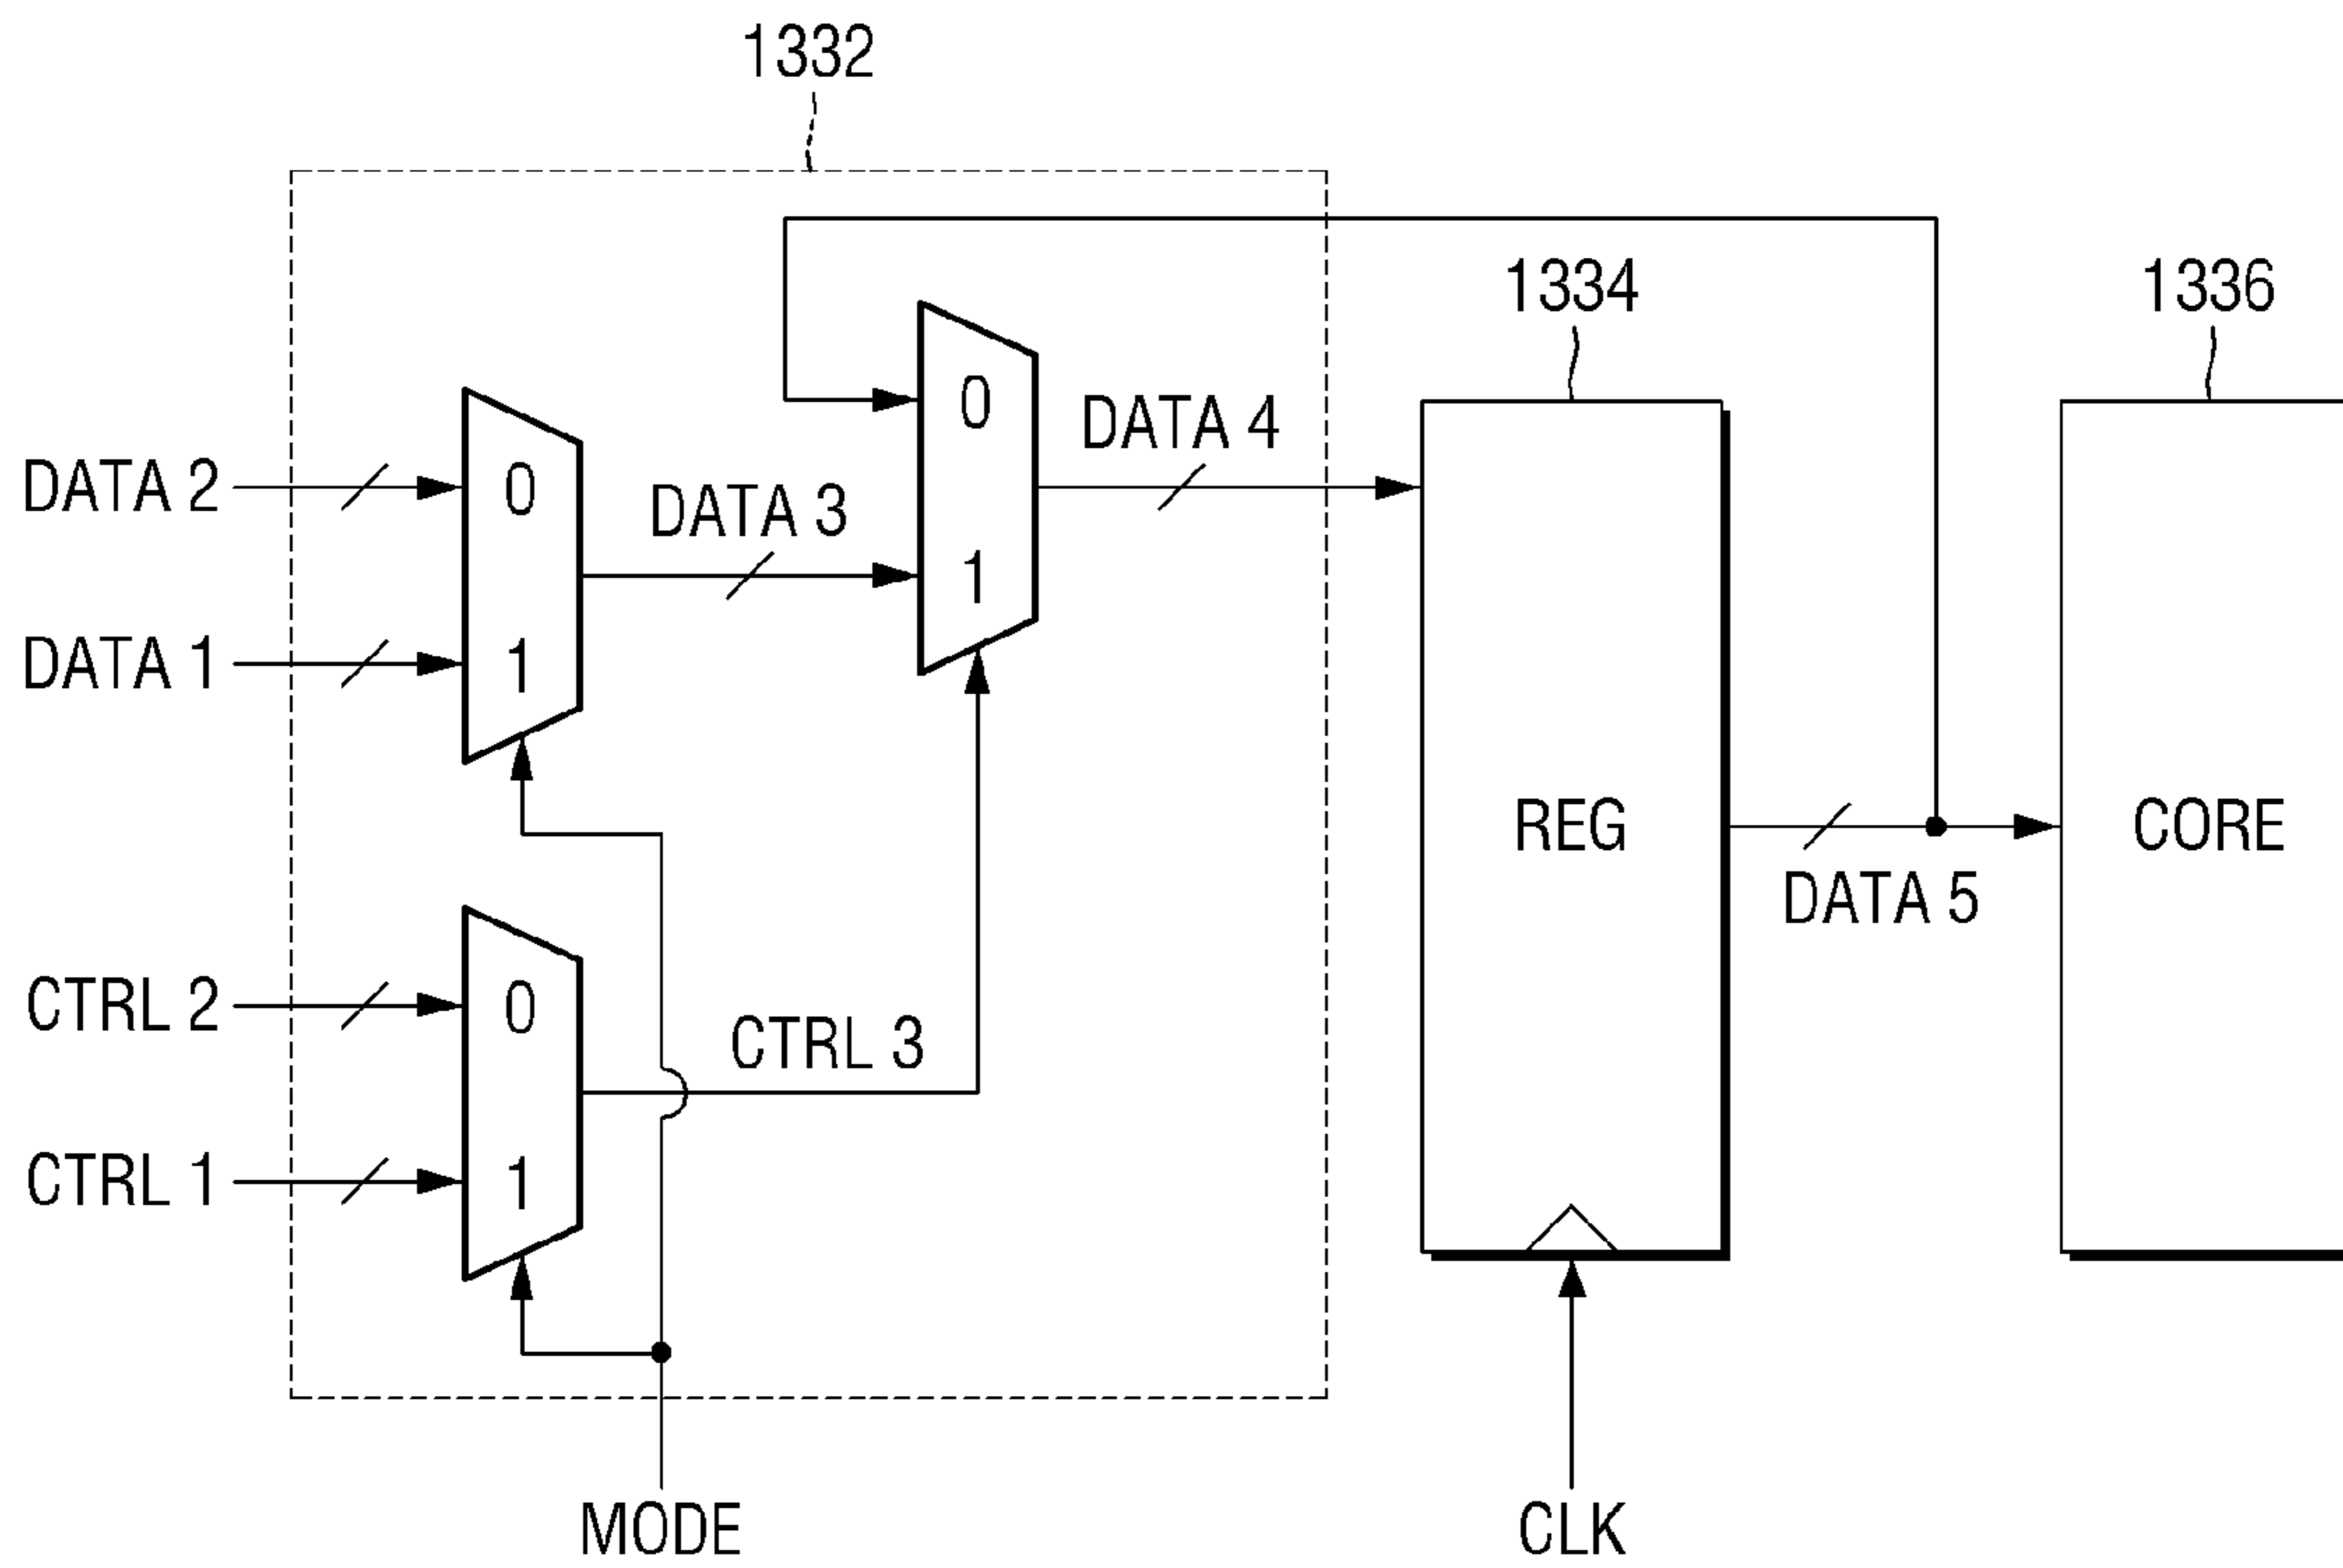 1332
1334
1336
0
DATA 4
DATA 2
0
DATA 3
1
DATA 1
1
REG
CORE
DATA 5
CTRL 2
0
CTRL 3
CTRL 1
1
MODE
CLK